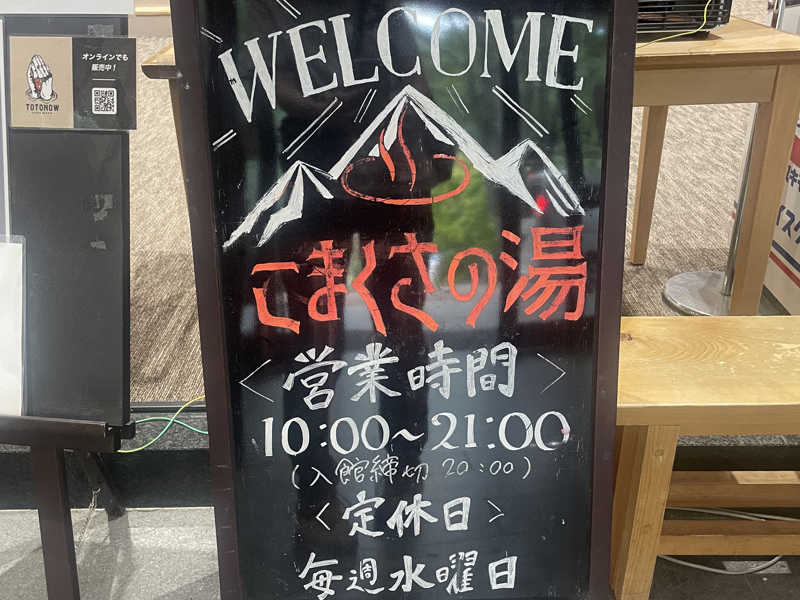 オンラインでも
販売中！
TOTONOW
WELCOME
こまくさの湯
〈営業時間〉
10:00~21:00
(入館締切 20:00)
〈定休日〉
毎週水曜日